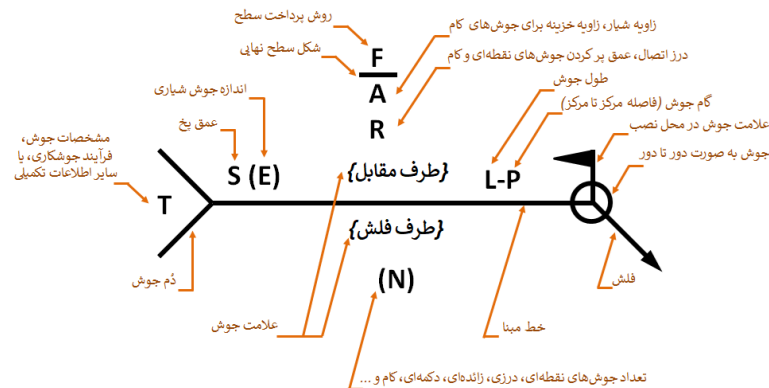 روش پرداخت سطح
زاویه شیار، زاویه خزینه برای جوش‌های کام
شکل سطح نهایی
F
درز اتصال، عمق پر کردن جوش‌های نقطه‌ای و کام
A
طول جوش
اندازه جوش شیاری
گام جوش (فاصله مرکز تا مرکز)
R
عمق پخ
علامت جوش در محل نصب
مشخصات جوش،
فرآیند جوشکاری، یا
سایر اطلاعات تکمیلی
جوش به صورت دور تا دور
S (E)
{طرف مقابل}
L-P
T
{طرف فلش}
(N)
دُم جوش
فلش
علامت جوش
خط مبنا
تعداد جوش‌های نقطه‌ای، درزی، زائده‌ای، دکمه‌ای، کام و ...